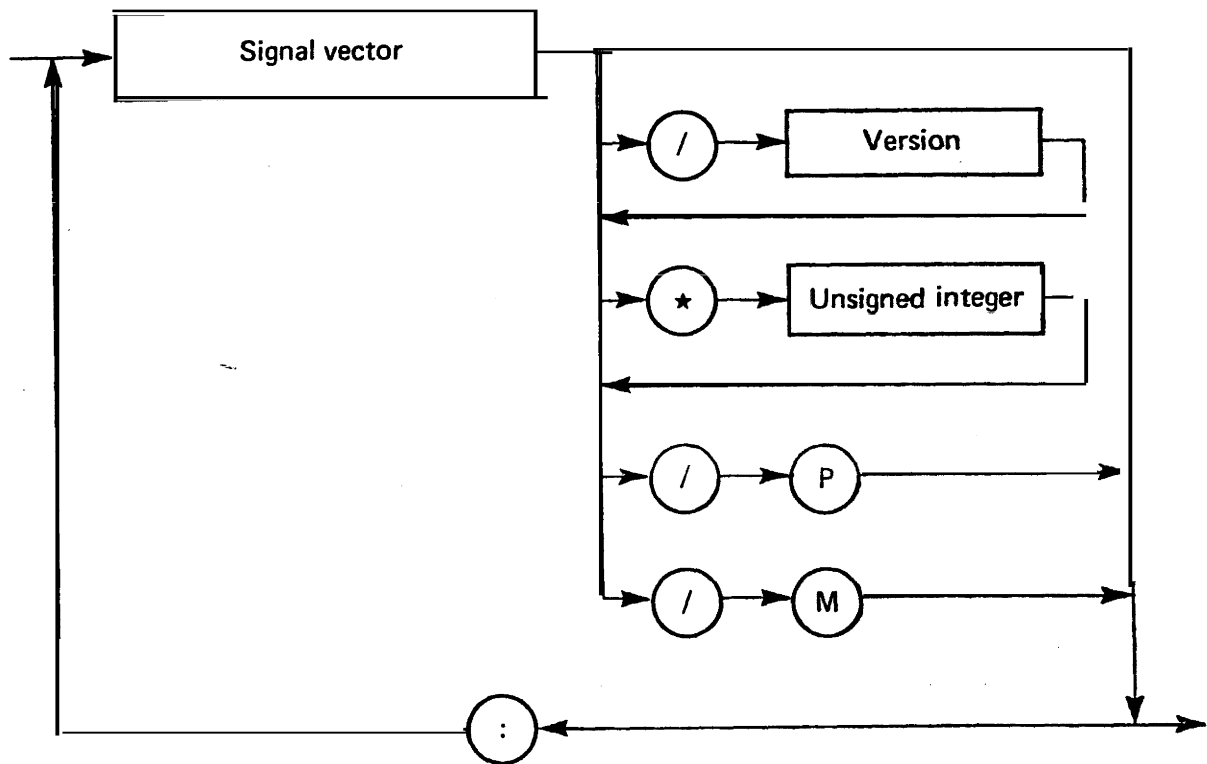 Signal vector
/ Version
★ Unsigned integer
/ P
/ M
: